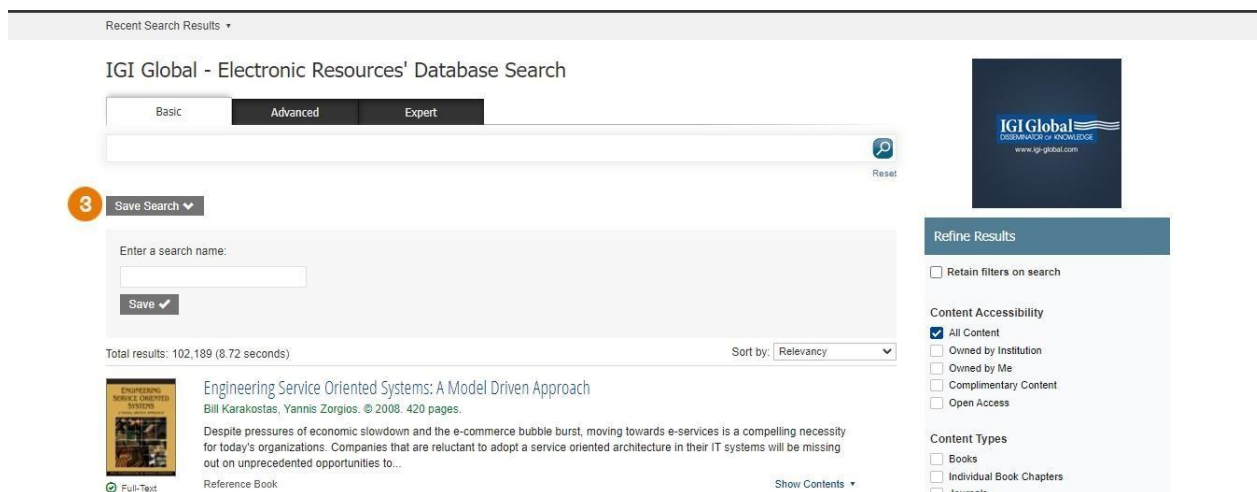 Recent Search Results
IGI Global - Electronic Resources' Database Search
Basic
Advanced
Expert
Reset
3
Save Search
Enter a search name:
Save
Total results: 102,189 (8.72 seconds)
Sort by: Relevancy
ENGINEERING
SERVICE ORIENTED
SYSTEMS
Full-Text
Engineering Service Oriented Systems: A Model Driven Approach
Bill Karakostas, Yannis Zorgios. © 2008. 420 pages.
Despite pressures of economic slowdown and the e-commerce bubble burst, moving towards e-services is a compelling necessity
for today's organizations. Companies that are reluctant to adopt a service oriented architecture in their IT systems will be missing
out on unprecedented opportunities to...
Reference Book
Show Contents
IGI Global
DISSEMINATOR OF KNOWLEDGE
www.igi-global.com
Refine Results
Retain filters on search
Content Accessibility
All Content
Owned by Institution
Owned by Me
Complimentary Content
Open Access
Content Types
Books
Individual Book Chapters